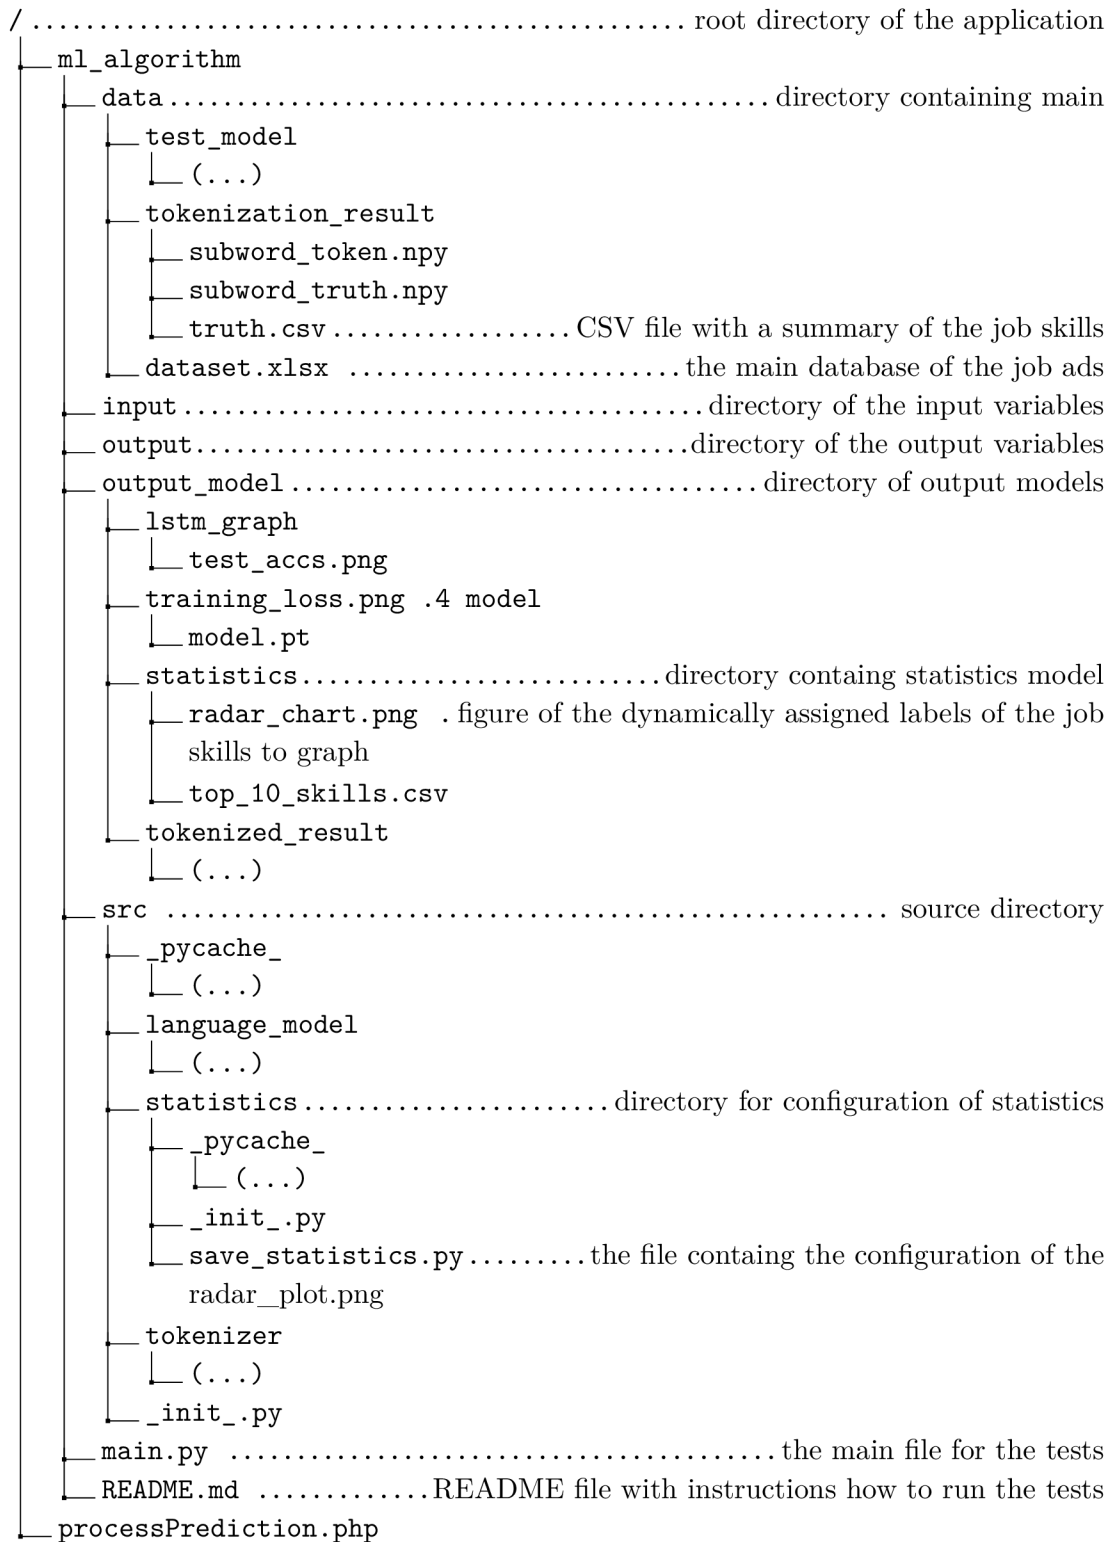 / ................................................ root directory of the application
ml_algorithm
data ............................................ directory containing main
test_model
(...)
tokenization_result
subword_token.npy
subword_truth.npy
truth.csv .................. CSV file with a summary of the job skills
dataset.xlsx ......................... the main database of the job ads
input ....................................... directory of the input variables
output ..................................... directory of the output variables
output_model ................................... directory of output models
lstm_graph
test_accs.png
training_loss.png .4 model
model.pt
statistics ........................... directory containg statistics model
radar_chart.png . figure of the dynamically assigned labels of the job
skills to graph
top_10_skills.csv
tokenized_result
(...)
src ...................................................... source directory
_pycache_
(...)
language_model
(...)
statistics ....................... directory for configuration of statistics
_pycache_
(...)
_init_.py
save_statistics.py ......... the file containg the configuration of the
radar_plot.png
tokenizer
(...)
_init_.py
main.py ......................................... the main file for the tests
README.md ............. README file with instructions how to run the tests
processPrediction.php